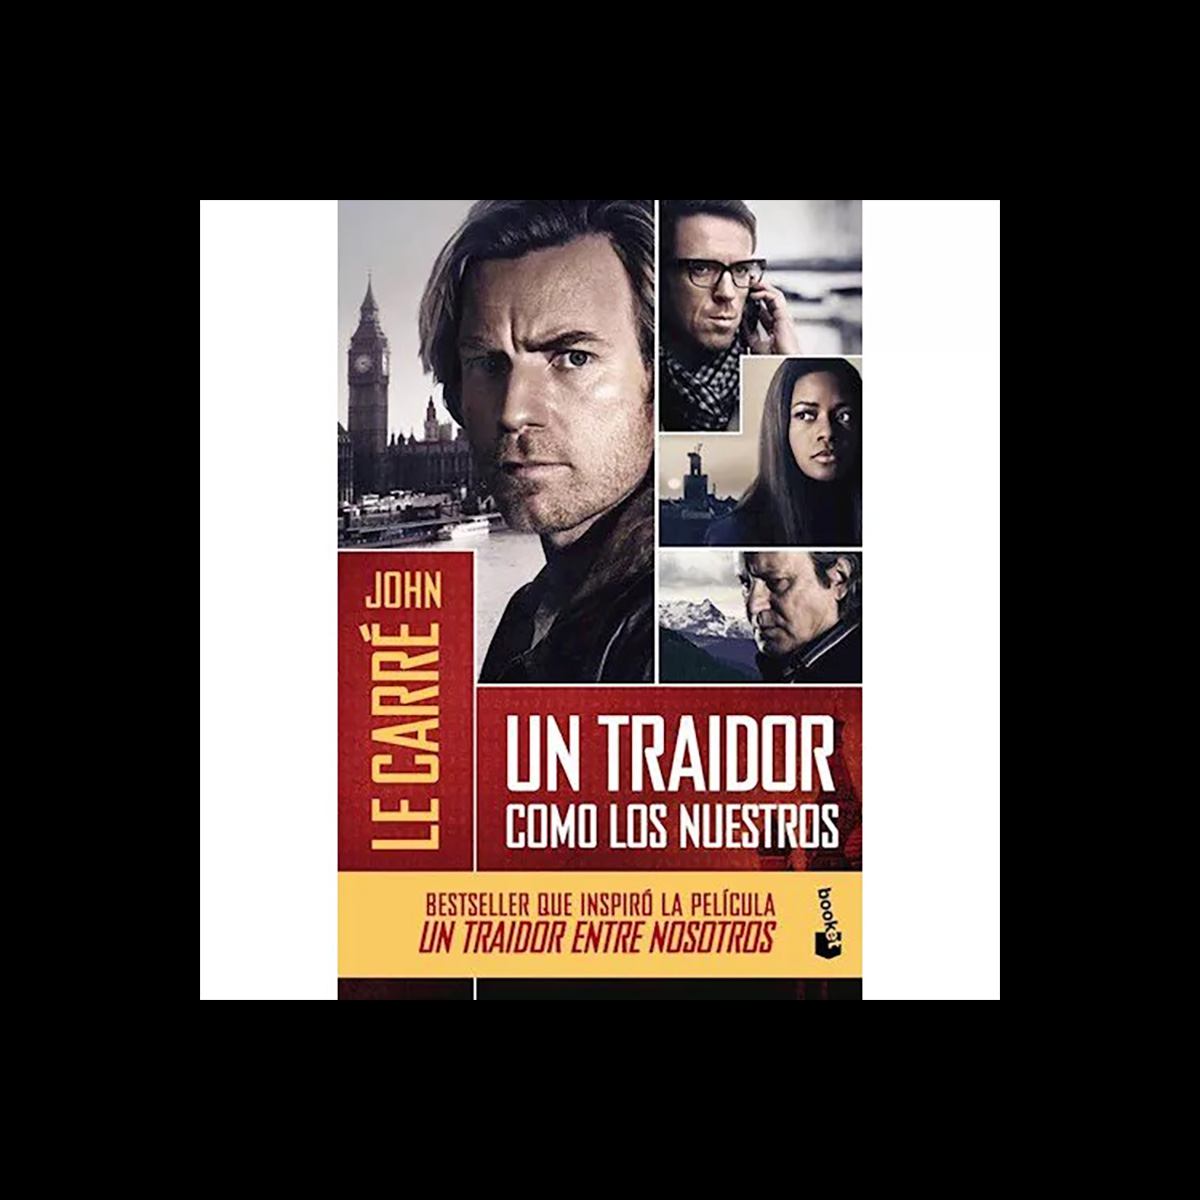 JOHN
LE CARRÉ
UN TRAIDOR
COMO LOS NUESTROS
BESTSELLER QUE INSPIRÓ LA PELÍCULA
UN TRAIDOR ENTRE NOSOTROS
booket